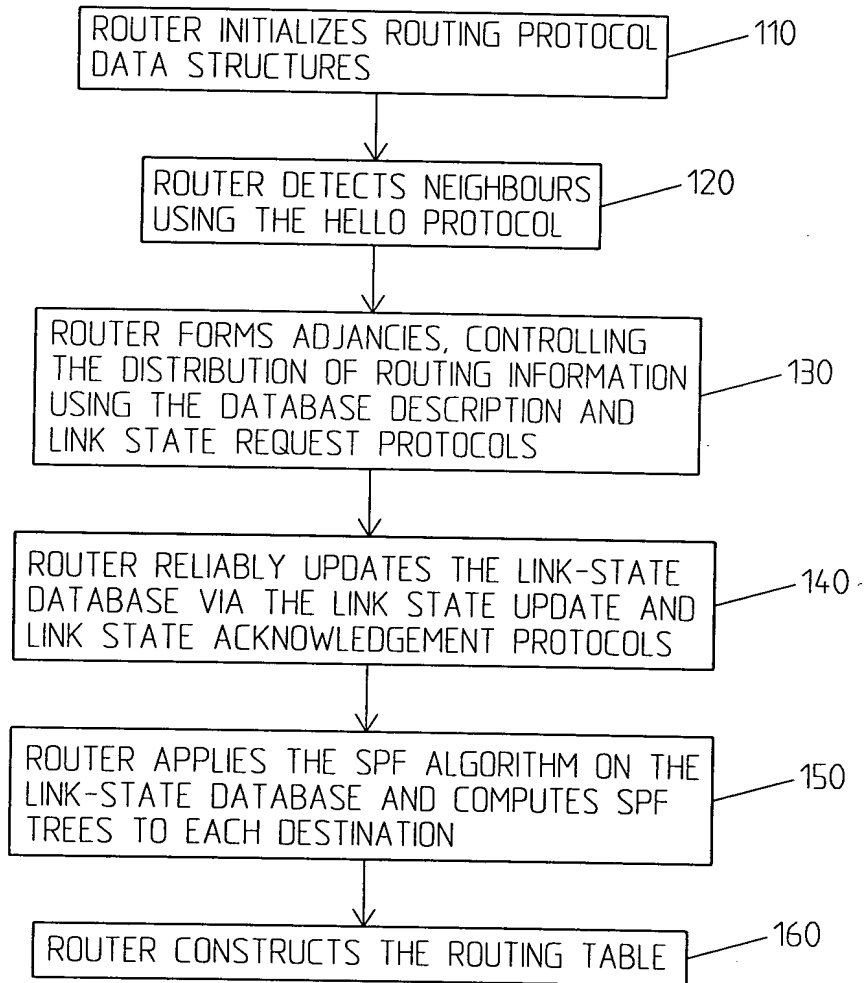 ROUTER INITIALIZES ROUTING PROTOCOL
DATA STRUCTURES
110
ROUTER DETECTS NEIGHBOURS
USING THE HELLO PROTOCOL
120
ROUTER FORMS ADJANCIES, CONTROLLING
THE DISTRIBUTION OF ROUTING INFORMATION
USING THE DATABASE DESCRIPTION AND
LINK STATE REQUEST PROTOCOLS
130
ROUTER RELIABLY UPDATES THE LINK-STATE
DATABASE VIA THE LINK STATE UPDATE AND
LINK STATE ACKNOWLEDGEMENT PROTOCOLS
140
ROUTER APPLIES THE SPF ALGORITHM ON THE
LINK-STATE DATABASE AND COMPUTES SPF
TREES TO EACH DESTINATION
150
ROUTER CONSTRUCTS THE ROUTING TABLE
160